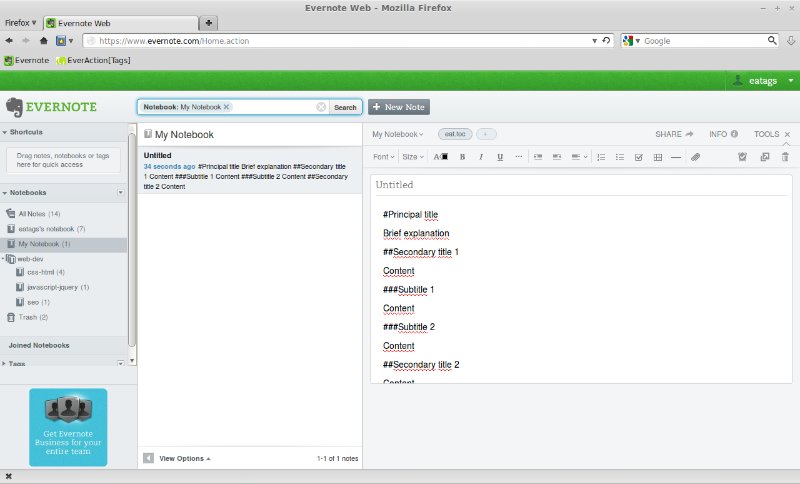 Evernote Web - Mozilla Firefox
Firefox
Evernote Web
https://www.evernote.com/Home.action
Google
Evernote
EverAction[Tags]
eatags
EVERNOTE
Notebook: My Notebook
Search
+ New Note
Shortcuts
Drag notes, notebooks or tags
here for quick access
Notebooks
All Notes (14)
eatags's notebook (7)
My Notebook (1)
web-dev
css-html (4)
javascript-jquery (1)
seo (1)
Trash (2)
Joined Notebooks
Tags
Get Evernote
Business for your
entire team
My Notebook
Untitled
34 seconds ago #Principal title Brief explanation ##Secondary title
1 Content ###Subtitle 1 Content ###Subtitle 2 Content ##Secondary
title 2 Content
View Options
1-1 of 1 notes
My Notebook
eat.toc
+
SHARE
INFO
TOOLS
Font
Size
A
B
I
U
Untitled
#Principal title
Brief explanation
##Secondary title 1
Content
###Subtitle 1
Content
###Subtitle 2
Content
##Secondary title 2
Content